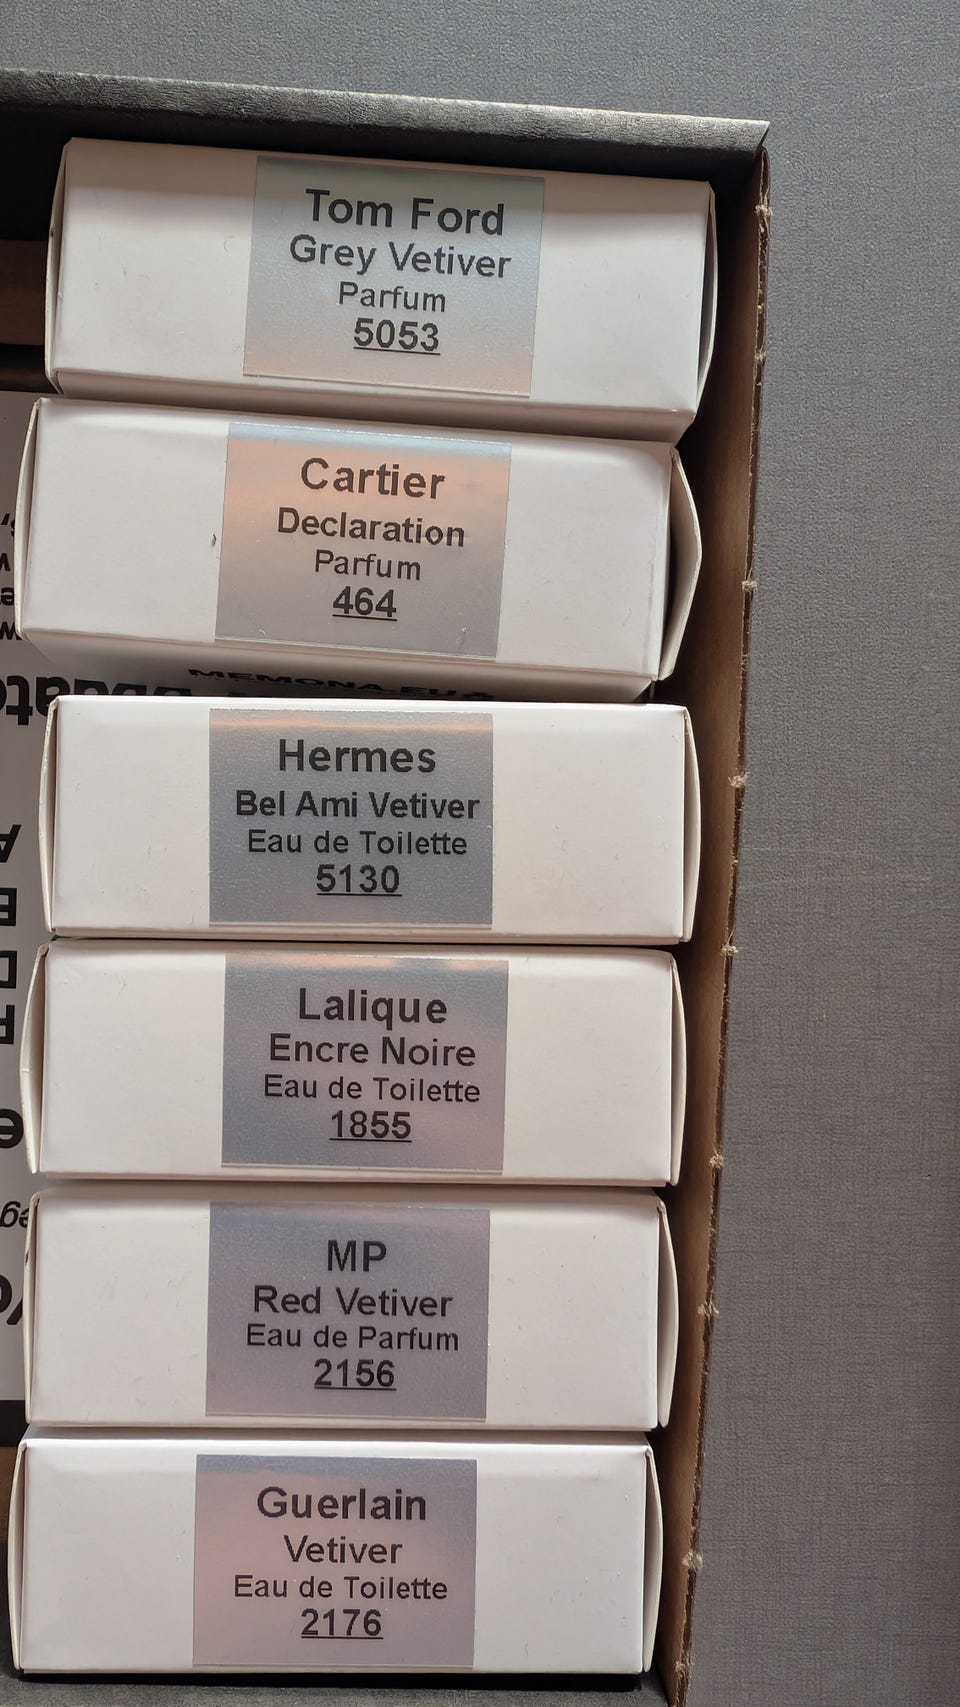 Tom Ford
Grey Vetiver
Parfum
5053
Cartier
Declaration
Parfum
464
MEMONA.EU
Hermes
Bel Ami Vetiver
Eau de Toilette
5130
Lalique
Encre Noire
Eau de Toilette
1855
MP
Red Vetiver
Eau de Parfum
2156
Guerlain
Vetiver
Eau de Toilette
2176